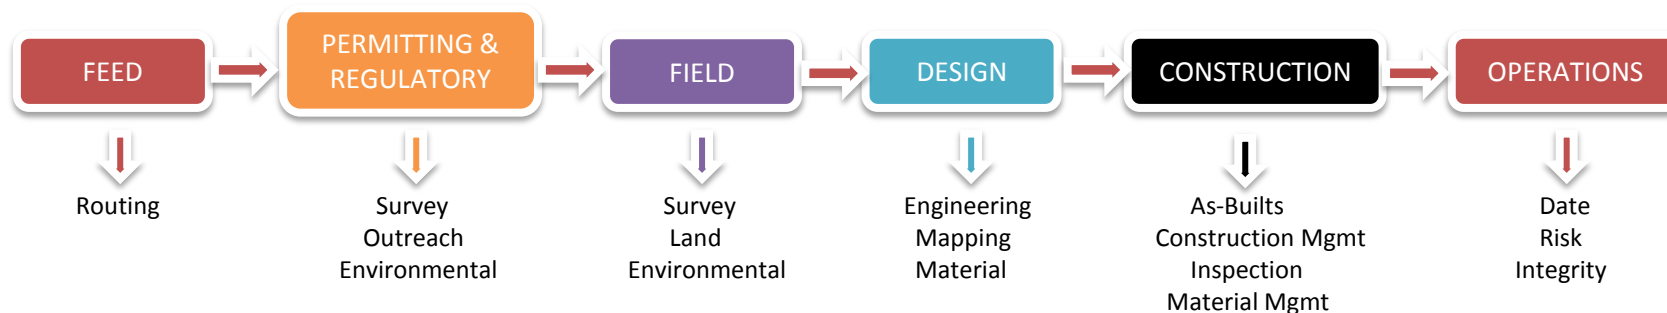 FEED
PERMITTING &
REGULATORY
FIELD
DESIGN
CONSTRUCTION
OPERATIONS
Routing
Survey
Outreach
Environmental
Survey
Land
Environmental
Engineering
Mapping
Material
As-Builts
Construction Mgmt
Inspection
Material Mgmt
Date
Risk
Integrity